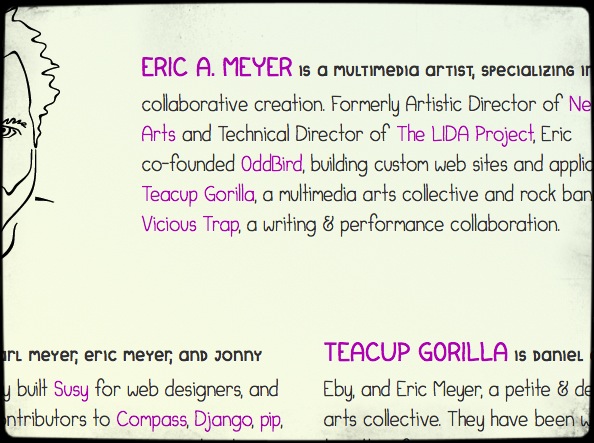 ERIC A. MEYER is a multimedia artist, specializing in
collaborative creation. Formerly Artistic Director of Ne
Arts and Technical Director of The LIDA Project, Eric
co-founded OddBird, building custom web sites and applic
Teacup Gorilla, a multimedia arts collective and rock ban
Vicious Trap, a writing & performance collaboration.
arl meyer, eric meyer, and jonny
y built Susy for web designers, and
ontributors to Compass, Django, pip,
TEACUP GORILLA is Daniel
Eby, and Eric Meyer, a petite & de
arts collective. They have been w